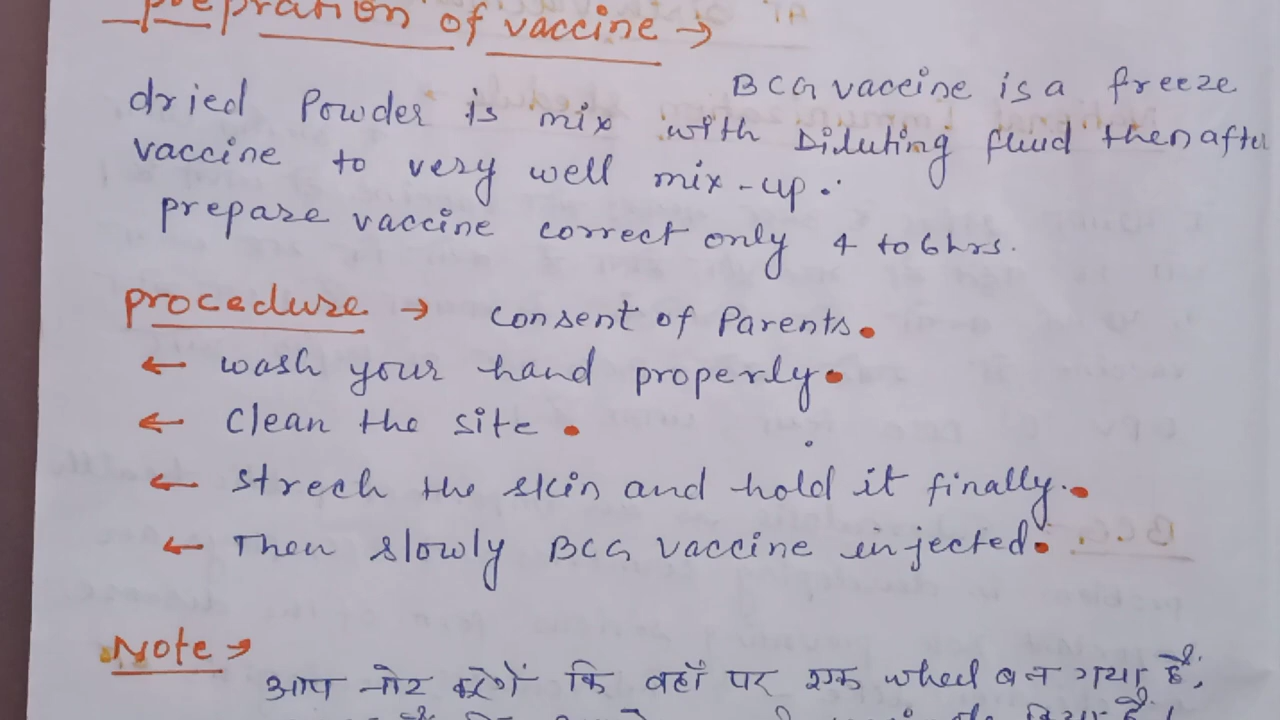 prepration of vaccine →
BCG vaccine is a freeze
dried Powder is mix with Diluting fluid then after
vaccine to very well mix-up.
prepare vaccine correct only 4 to 6 hrs.
procedure → Consent of Parents.
← wash your hand properly.
← Clean the site.
← strech the skin and hold it finally.
← Then slowly BCG vaccine injected.
Note →
आप नोट करेगें कि वहाँ पर एक wheel बन गया है,